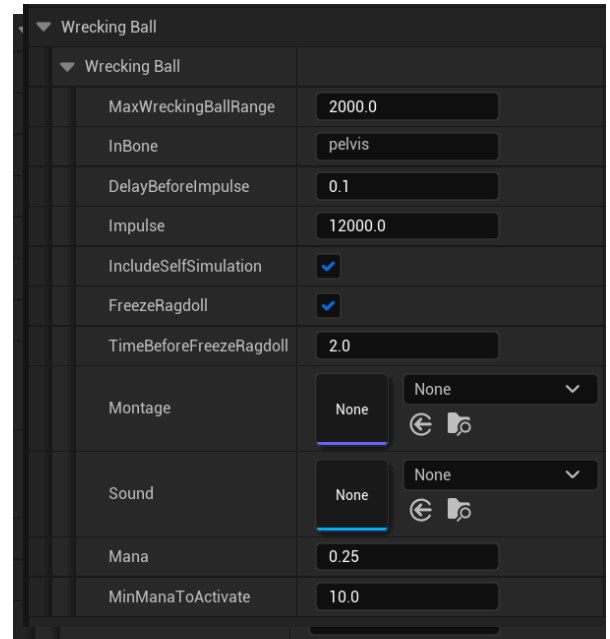 Wrecking Ball
Wrecking Ball
MaxWreckingBallRange 2000.0
InBone pelvis
DelayBeforeImpulse 0.1
Impulse 12000.0
IncludeSelfSimulation
FreezeRagdoll
TimeBeforeFreezeRagdoll 2.0
Montage None None
Sound None None
Mana 0.25
MinManaToActivate 10.0